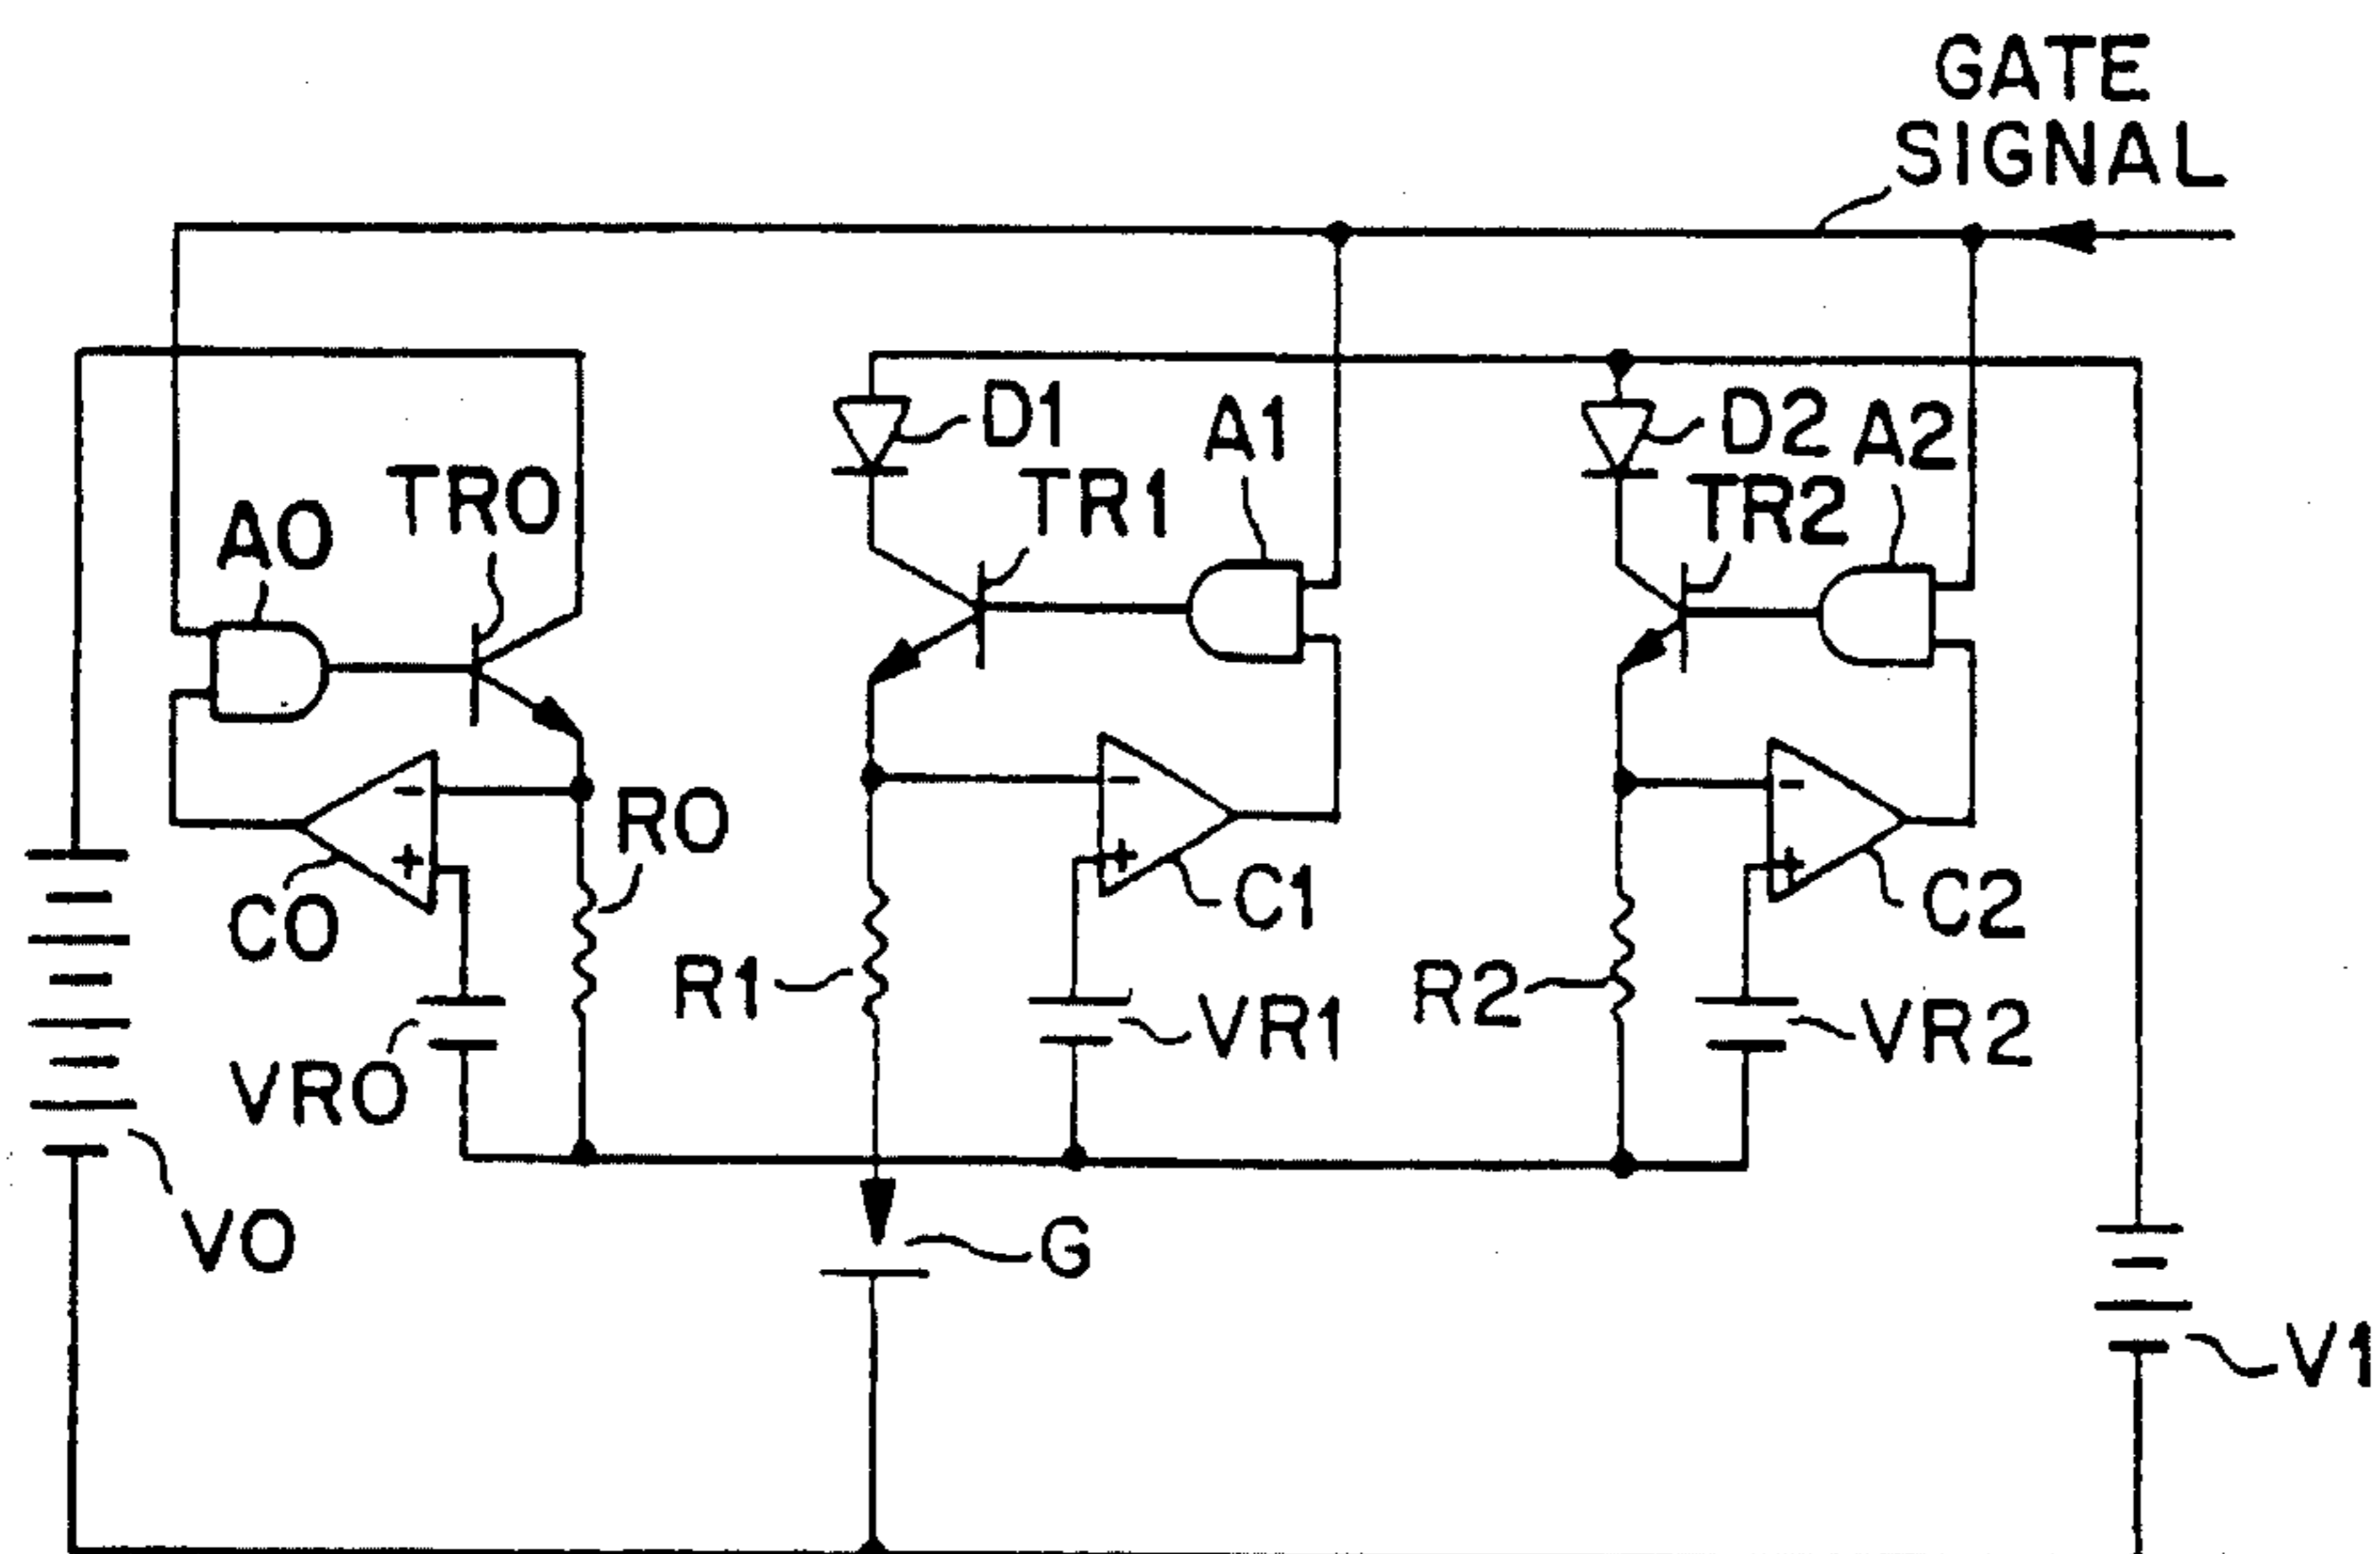 GATE
SIGNAL
D1
A1
D2
A2
TR0
TR1
TR2
A0
-
R0
-
-
+
+
+
C0
C1
C2
R1
R2
VR0
VR1
VR2
V0
G
V1